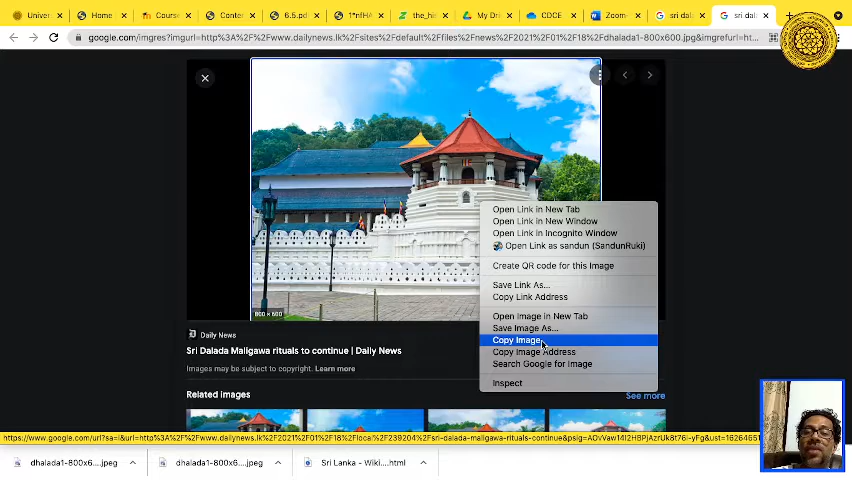 Univer:
Home
Course
Conter
6.5.pd
1*nfHA
the_hi
My Dri
CDCE
Zoom-
sri dal
sri dal
google.com/imgres?imgurl=http%3A%2F%2Fwww.dailynews.lk%2Fsites%2Fdefault%2Ffiles%2Fnews%2F2021%2F01%2F18%2Fdhalada1-800x600.jpg&imgrefurl=ht...
Open Link in New Tab
Open Link in New Window
Open Link in Incognito Window
Open Link as sandun (SandunRuki)
Create QR code for this Image
Save Link As...
Copy Link Address
800 × 600
Open Image in New Tab
Save Image As...
Daily News
Copy Image
Sri Dalada Maligawa rituals to continue | Daily News
Copy Image Address
Images may be subject to copyright. Learn more
Search Google for Image
Inspect
Related images
See more
https://www.google.com/url?sa=i&url=http%3A%2F%2Fwww.dailynews.lk%2F2021%2F01%2F18%2Flocal%2F239204%2Fsri-dalada-maligawa-rituals-continue&psig=AOvVaw14l2HBPjAzrUk8t76i-yFg&ust=16264651
dhalada1-800x6....jpeg
dhalada1-800x6....jpeg
Sri Lanka - Wiki....html